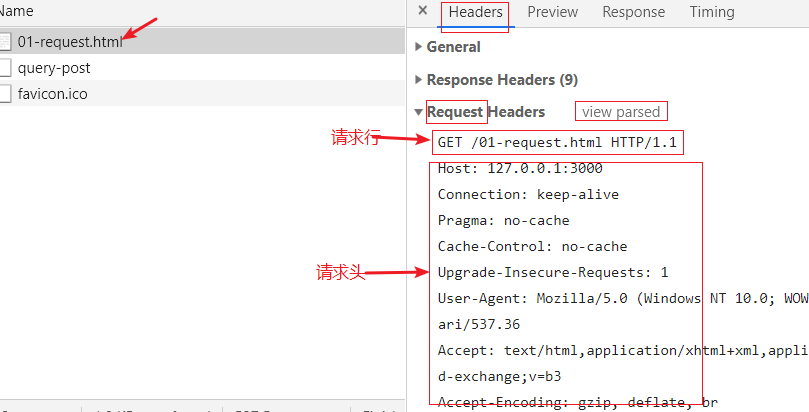 Name
01-request.html
query-post
favicon.ico
× Headers Preview Response Timing
General
Response Headers (9)
Request Headers view parsed
请求行
GET /01-request.html HTTP/1.1
Host: 127.0.0.1:3000
Connection: keep-alive
Pragma: no-cache
Cache-Control: no-cache
请求头
Upgrade-Insecure-Requests: 1
User-Agent: Mozilla/5.0 (Windows NT 10.0; WOW
ari/537.36
Accept: text/html,application/xhtml+xml,appli
d-exchange;v=b3
Accept-Encoding: gzip, deflate, br